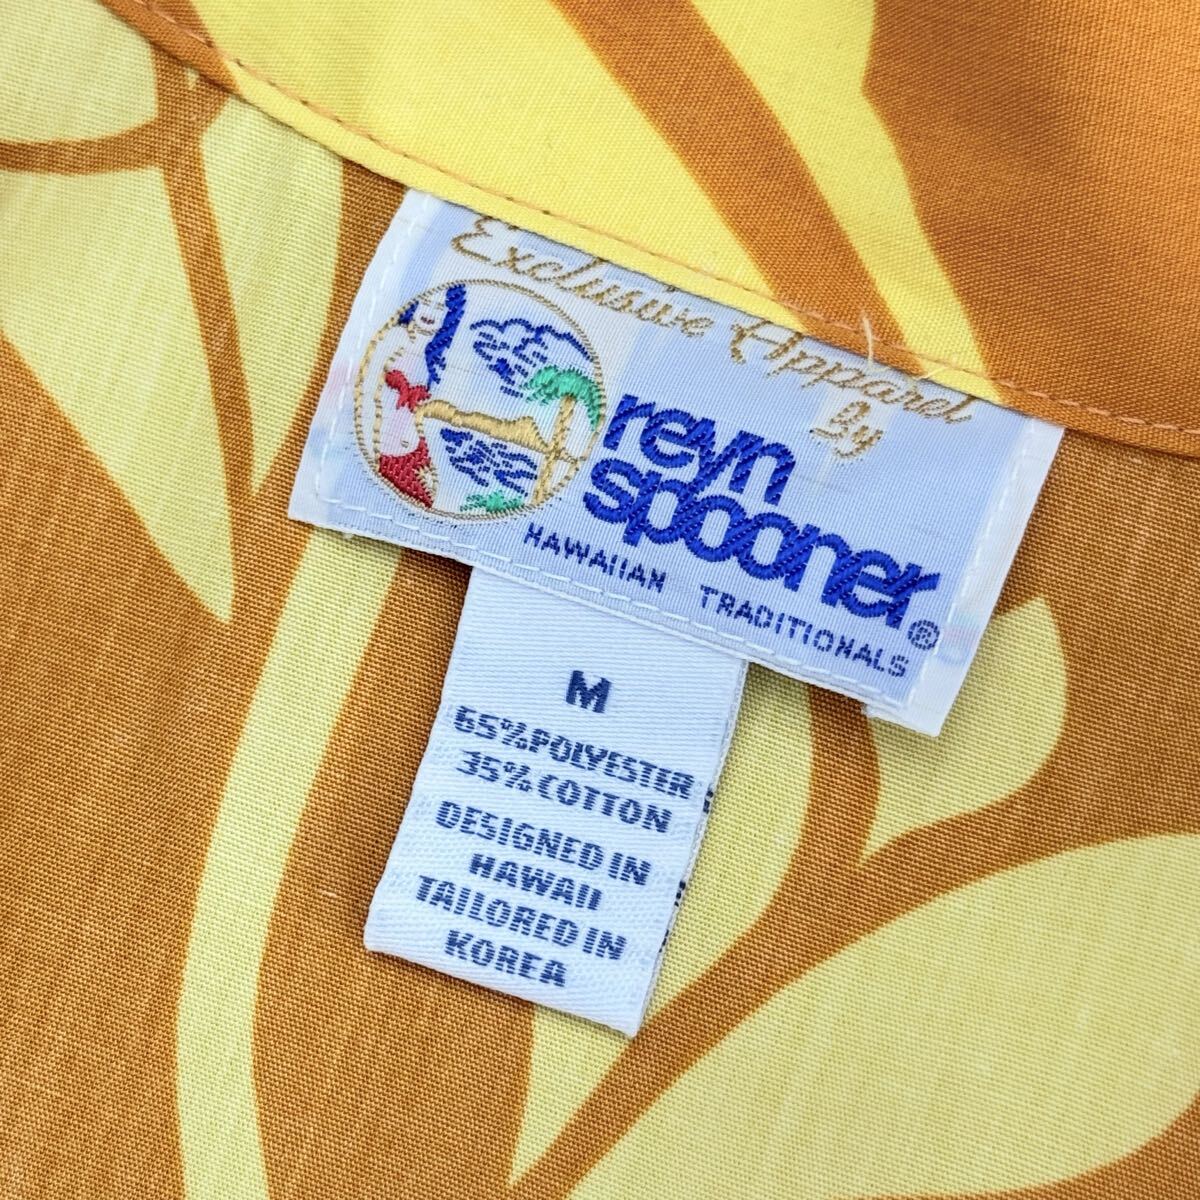 Exclusive Apparel
By
reyn
spooner®
HAWAIIAN TRADITIONALS
M
65% POLYESTER
35% COTTON
DESIGNED IN
HAWAII
TAILORED IN
KOREA